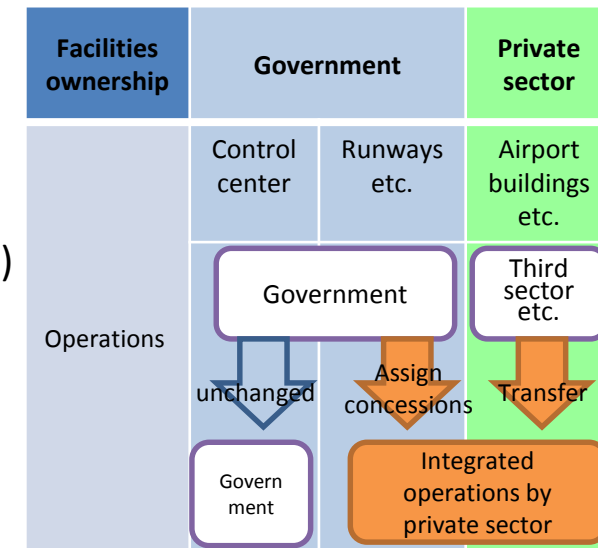 Facilities
ownership
Government
Private
sector
Control
center
Runways
etc.
Airport
buildings
etc.
)
Operations
Government
Third
sector
etc.
unchanged
Assign
concessions
Transfer
Govern
ment
Integrated
operations by
private sector